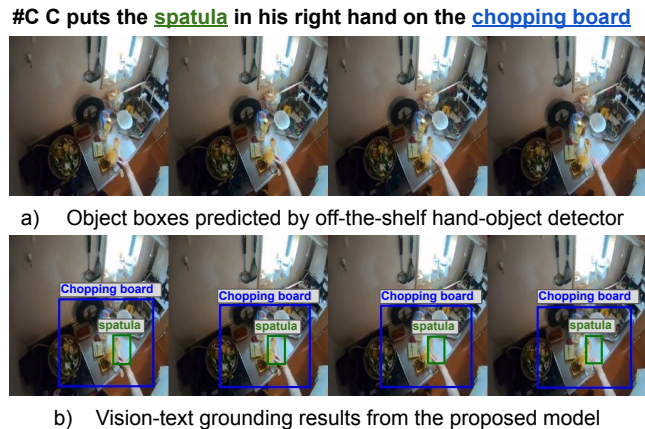 #C C puts the spatula in his right hand on the chopping board
a) Object boxes predicted by off-the-shelf hand-object detector
Chopping board Chopping board Chopping board Chopping board
spatula spatula spatula spatula
b) Vision-text grounding results from the proposed model